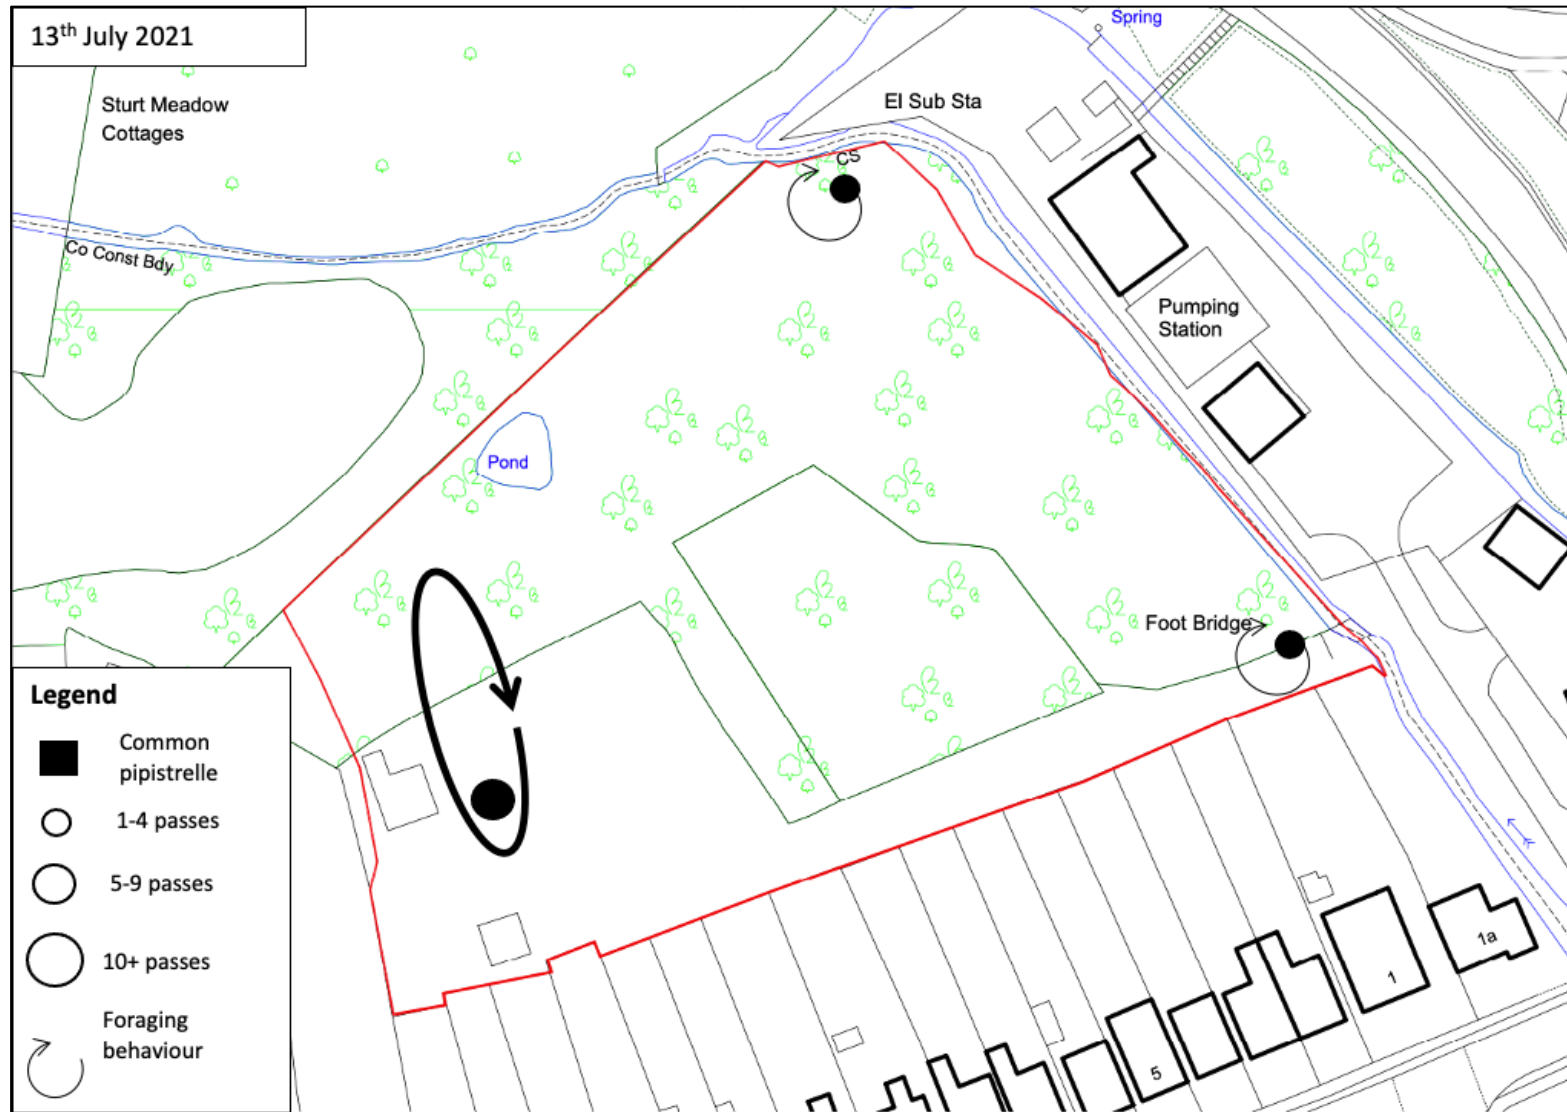 13th July 2021
Spring
Sturt Meadow
Cottages
El Sub Sta
CS
Co Const Bdy
Pumping
Station
Pond
Foot Bridge
Legend
Common
pipistrelle
1-4 passes
5-9 passes
10+ passes
Foraging
behaviour
1a
1
5